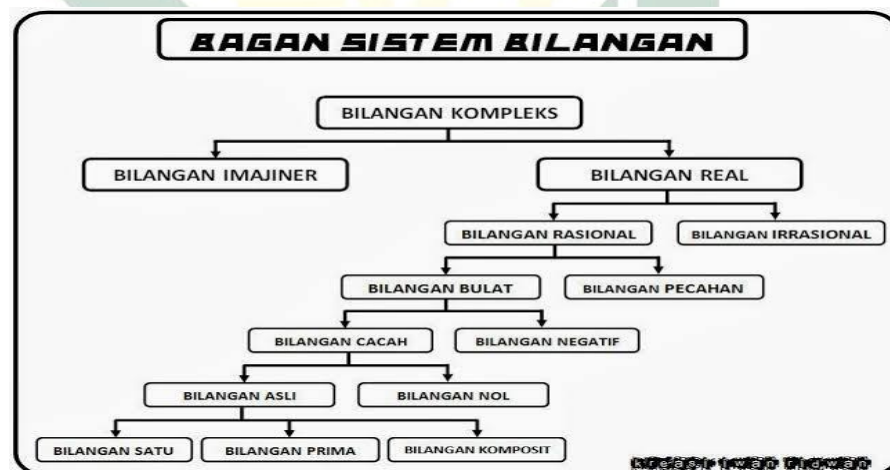 BAGAN SISTEM BILANGAN
BILANGAN KOMPLEKS
BILANGAN IMAJINER
BILANGAN REAL
BILANGAN RASIONAL
BILANGAN IRRASIONAL
BILANGAN BULAT
BILANGAN PECAHAN
BILANGAN CACAH
BILANGAN NEGATIF
BILANGAN ASLI
BILANGAN NOL
BILANGAN SATU
BILANGAN PRIMA
BILANGAN KOMPOSIT